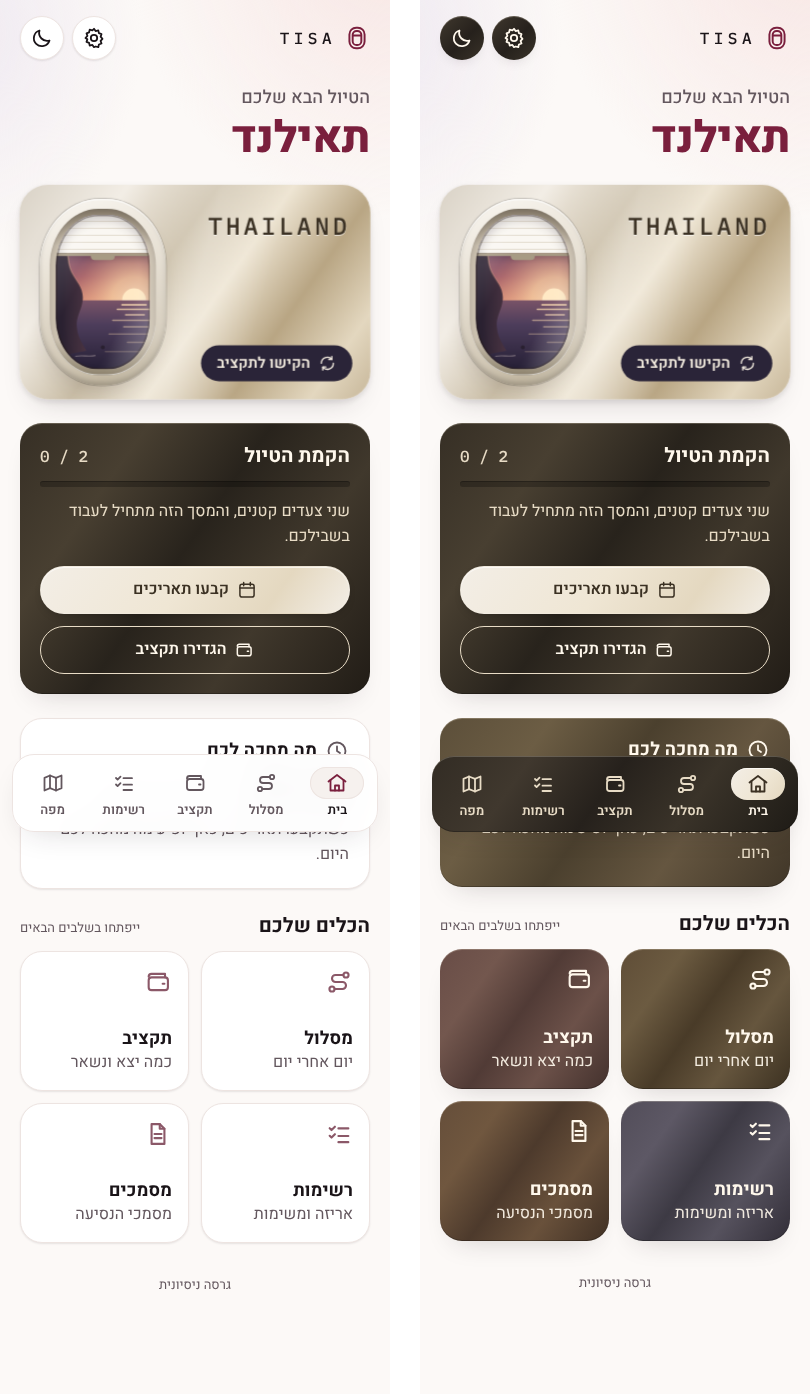 TISA
הטיול הבא שלכם
תאילנד
THAILAND
הקישו לתקציב
הקמת הטיול
0 / 2
שני צעדים קטנים, והמסך הזה מתחיל לעבוד
בשבילכם.
קבעו תאריכים
הגדירו תקציב
מה מחכה לכם
בית
מסלול
תקציב
רשימות
מפה
היום.
הכלים שלכם
ייפתחו בשלבים הבאים
מסלול
יום אחרי יום
תקציב
כמה יצא ונשאר
רשימות
אריזה ומשימות
מסמכים
מסמכי הנסיעה
גרסה ניסיונית
TISA
הטיול הבא שלכם
תאילנד
THAILAND
הקישו לתקציב
הקמת הטיול
0 / 2
שני צעדים קטנים, והמסך הזה מתחיל לעבוד
בשבילכם.
קבעו תאריכים
הגדירו תקציב
מה מחכה לכם
בית
מסלול
תקציב
רשימות
מפה
היום.
הכלים שלכם
ייפתחו בשלבים הבאים
מסלול
יום אחרי יום
תקציב
כמה יצא ונשאר
רשימות
אריזה ומשימות
מסמכים
מסמכי הנסיעה
גרסה ניסיונית